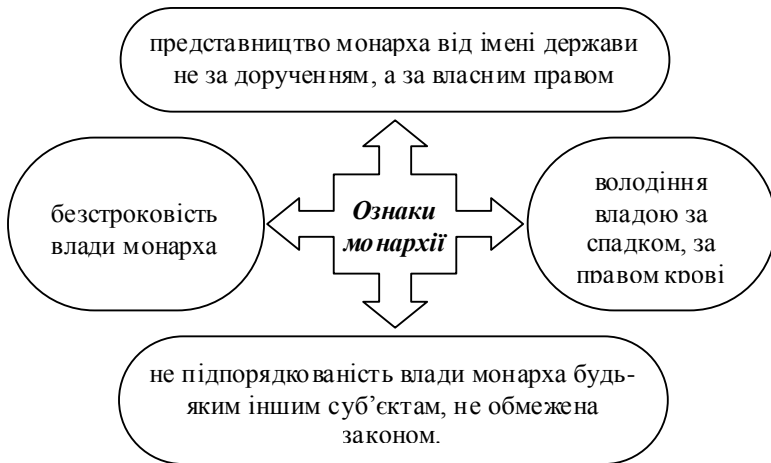 представництво монарха від імені держави
не за дорученням, а за власним правом
безстроковість
влади монарха
Ознаки
монархії
володіння
владою за
спадком, за
правом крові
не підпорядкованість влади монарха будь-
яким іншим суб’єктам, не обмежена
законом.